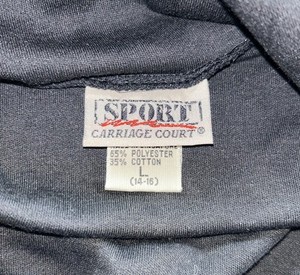 SPORT
CARRIAGE COURT®
65% POLYESTER
35% COTTON
L
(14-16)